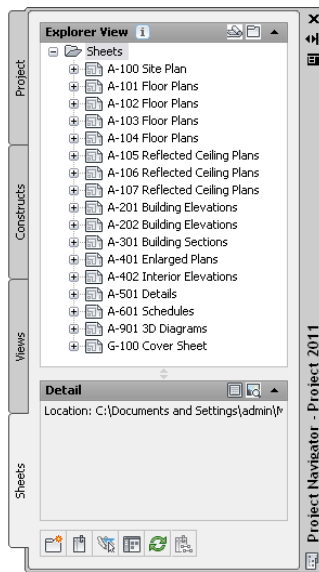 Explorer View
Sheets
A-100 Site Plan
A-101 Floor Plans
A-102 Floor Plans
A-103 Floor Plans
A-104 Floor Plans
A-105 Reflected Ceiling Plans
A-106 Reflected Ceiling Plans
A-107 Reflected Ceiling Plans
A-201 Building Elevations
A-202 Building Elevations
A-301 Building Sections
A-401 Enlarged Plans
A-402 Interior Elevations
A-501 Details
A-601 Schedules
A-901 3D Diagrams
G-100 Cover Sheet
Detail
Location: C:\Documents and Settings\admin\M
Project
Constructs
Views
Sheets
Project Navigator - Project 2011